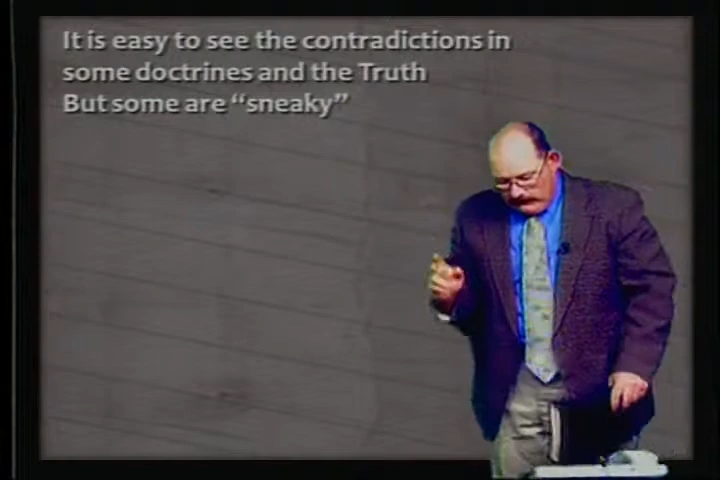 It is easy to see the contradictions in
some doctrines and the Truth
But some are “sneaky”